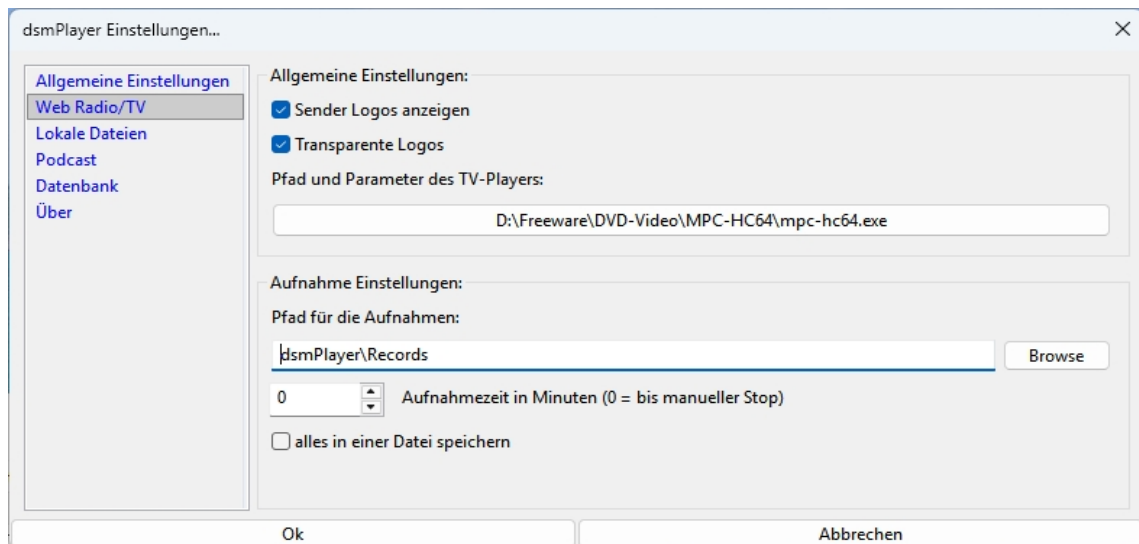 dsmPlayer Einstellungen...
Allgemeine Einstellungen
Web Radio/TV
Lokale Dateien
Podcast
Datenbank
Über
Allgemeine Einstellungen:
Sender Logos anzeigen
Transparente Logos
Pfad und Parameter des TV-Players:
D:\Freeware\DVD-Video\MPC-HC64\mpc-hc64.exe
Aufnahme Einstellungen:
Pfad für die Aufnahmen:
dsmPlayer\Records
Browse
0
Aufnahmezeit in Minuten (0 = bis manueller Stop)
alles in einer Datei speichern
Ok
Abbrechen